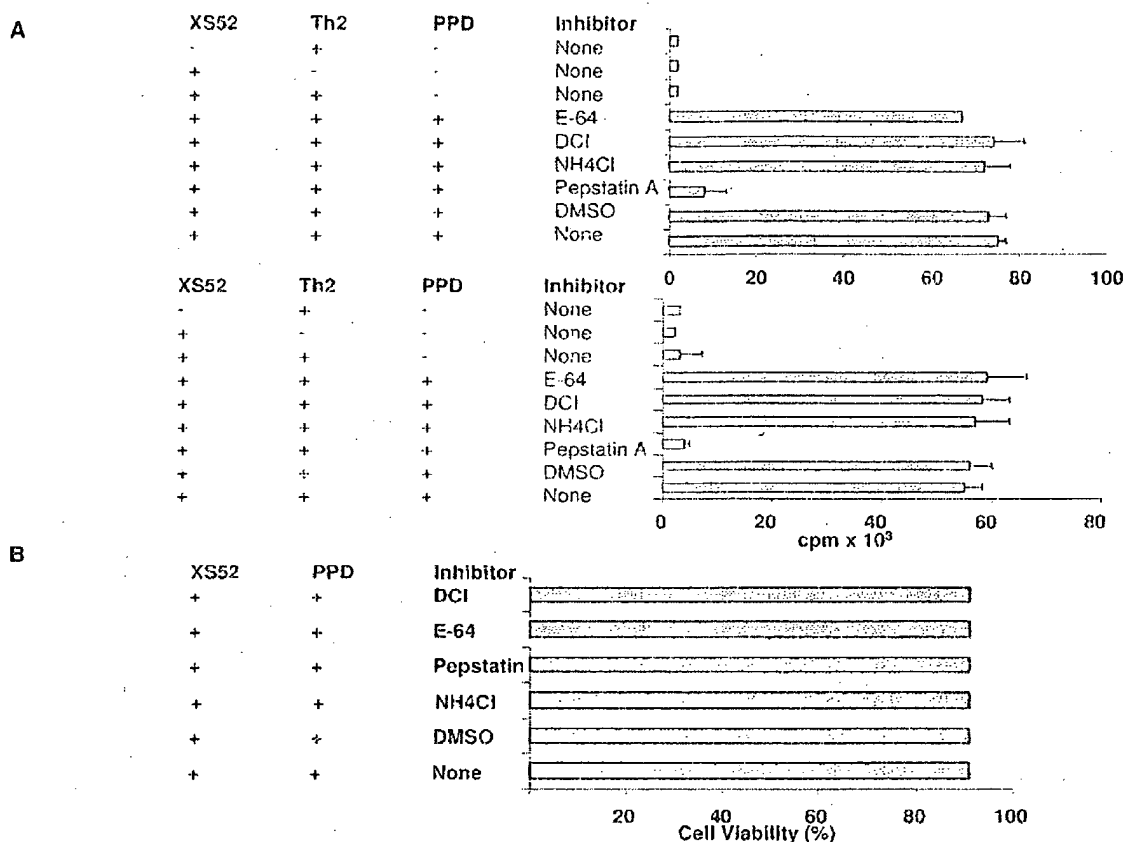 A
XS52 Th2 PPD Inhibitor
- + - None
+ - - None
+ + - None
+ + + E-64
+ + + DCI
+ + + NH4Cl
+ + + Pepstatin A
+ + + DMSO
+ + + None
0 20 40 60 80 100
XS52 Th2 PPD Inhibitor
- + - None
+ - - None
+ + - None
+ + + E-64
+ + + DCI
+ + + NH4Cl
+ + + Pepstatin A
+ + + DMSO
+ + + None
0 20 40 60 80
cpm x 10³
B
XS52 PPD Inhibitor
+ + DCI
+ + E-64
+ + Pepstatin
+ + NH4Cl
+ + DMSO
+ + None
20 40 60 80 100
Cell Viability (%)